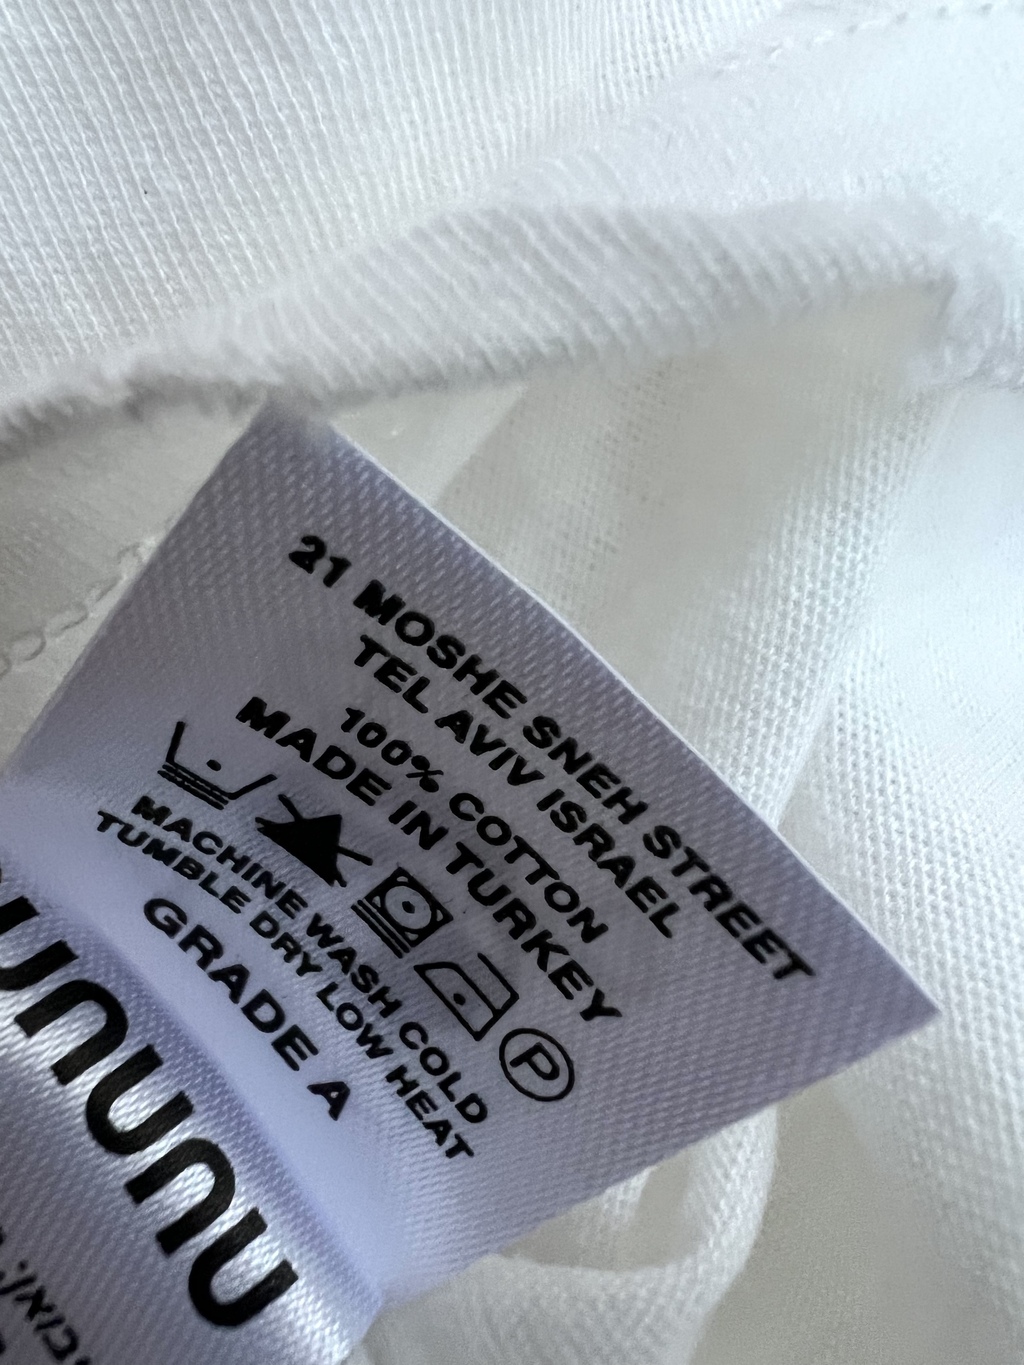 21 MOSHE SNEH STREET
TEL AVIV ISRAEL
100% COTTON
MADE IN TURKEY
P
MACHINE WASH COLD
TUMBLE DRY LOW HEAT
GRADE A
nununu